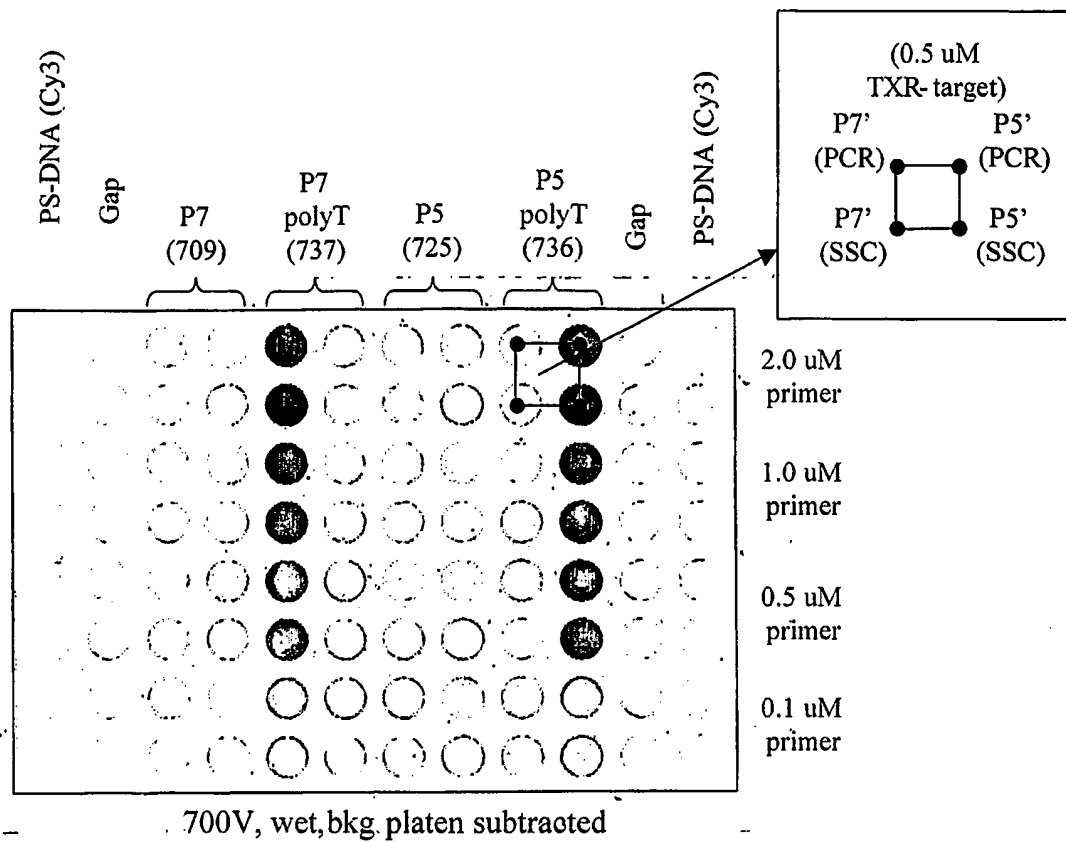 PS-DNA (Cy3)
Gap
P7
(709)
P7
polyT
(737)
P5
(725)
P5
polyT
(736)
Gap
PS-DNA (Cy3)
(0.5 uM
TXR- target)
P7'
(PCR)
P5'
(PCR)
P7'
(SSC)
P5'
(SSC)
2.0 uM
primer
1.0 uM
primer
0.5 uM
primer
0.1 uM
primer
700V, wet, bkg. platen subtracted